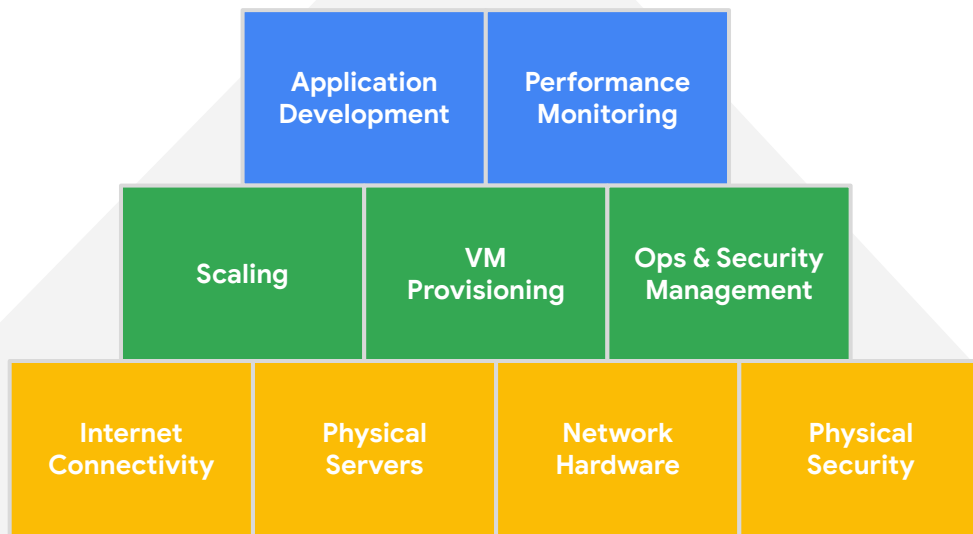 Application
Development
Performance
Monitoring
Scaling
VM
Provisioning
Ops & Security
Management
Internet
Connectivity
Physical
Servers
Network
Hardware
Physical
Security